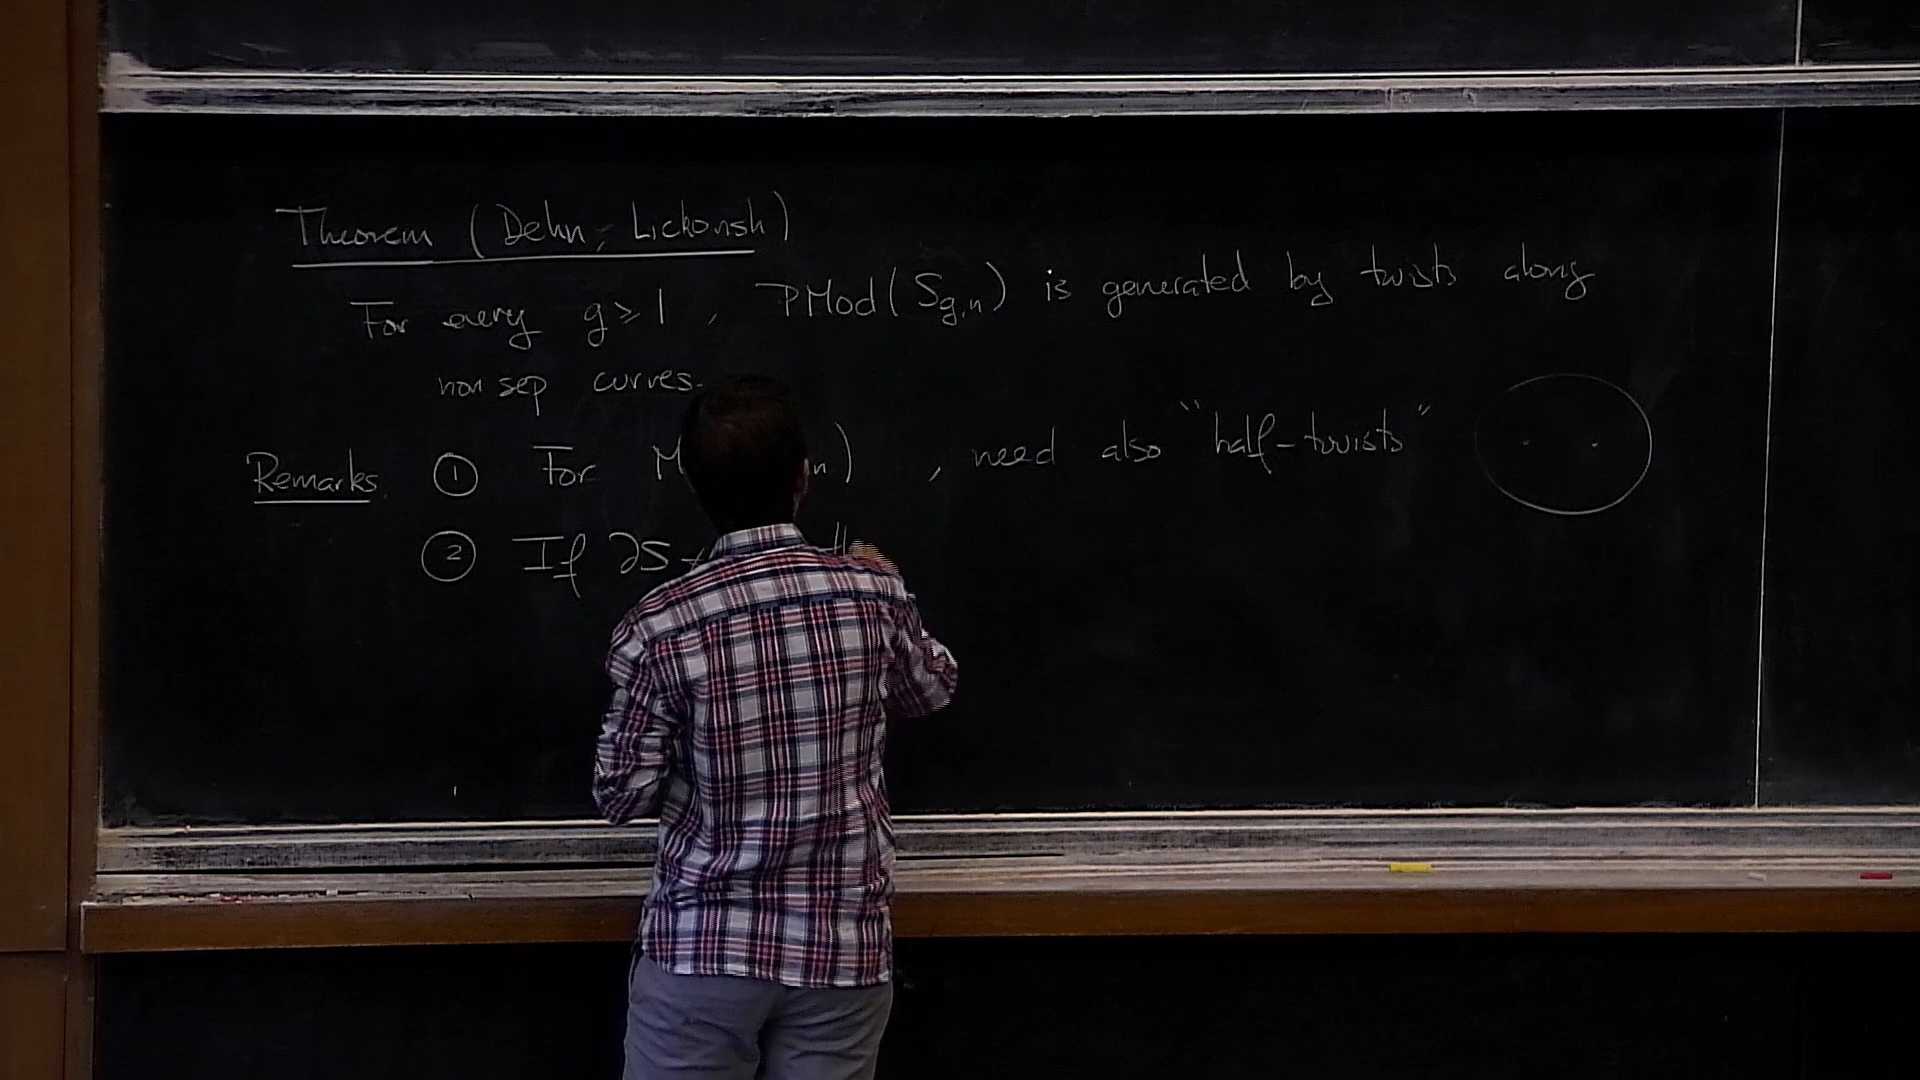 Theorem (Dehn, Lickorish)
For every g ≥ 1, PMod(S_{g,n}) is generated by twists along
non sep curves.
Remarks ① For M n) , need also "half-twists"
② If ∂S